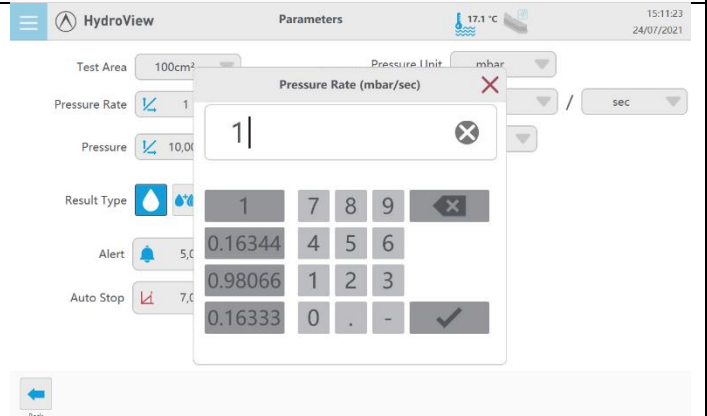 HydroView Parameters 17.1 °C 15:11:23
24/07/2021
Test Area 100cm² Pressure Unit mbar
Pressure Rate (mbar/sec)
Pressure Rate 1 / sec
1
Pressure 10,00
Result Type
1 7 8 9
0.16344 4 5 6
Alert 5,0
0.98066 1 2 3
Auto Stop 7,0
0.16333 0 . -